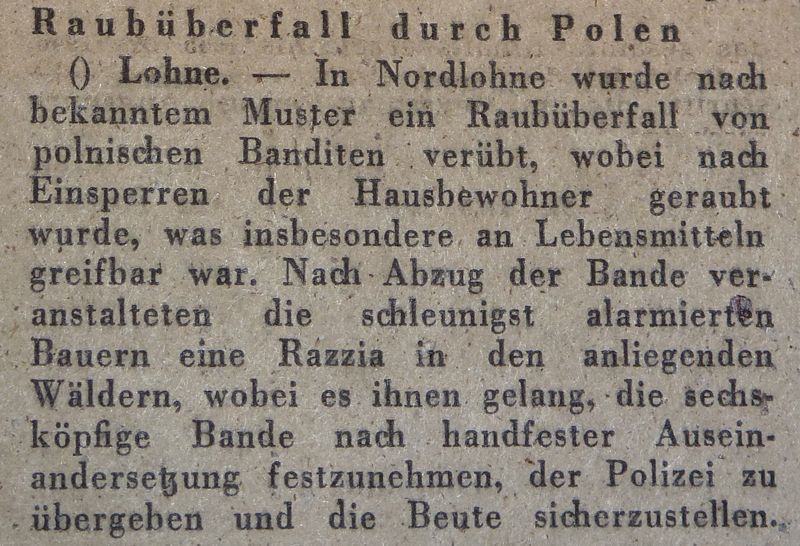 Raubüberfall durch Polen
() Lohne. — In Nordlohne wurde nach
bekanntem Muster ein Raubüberfall von
polnischen Banditen verübt, wobei nach
Einsperren der Hausbewohner geraubt
wurde, was insbesondere an Lebensmitteln
greifbar war. Nach Abzug der Bande ver-
anstalteten die schleunigst alarmierten
Bauern eine Razzia in den anliegenden
Wäldern, wobei es ihnen gelang, die sechs-
köpfige Bande nach handfester Ausein-
andersetzung festzunehmen, der Polizei zu
übergeben und die Beute sicherzustellen.